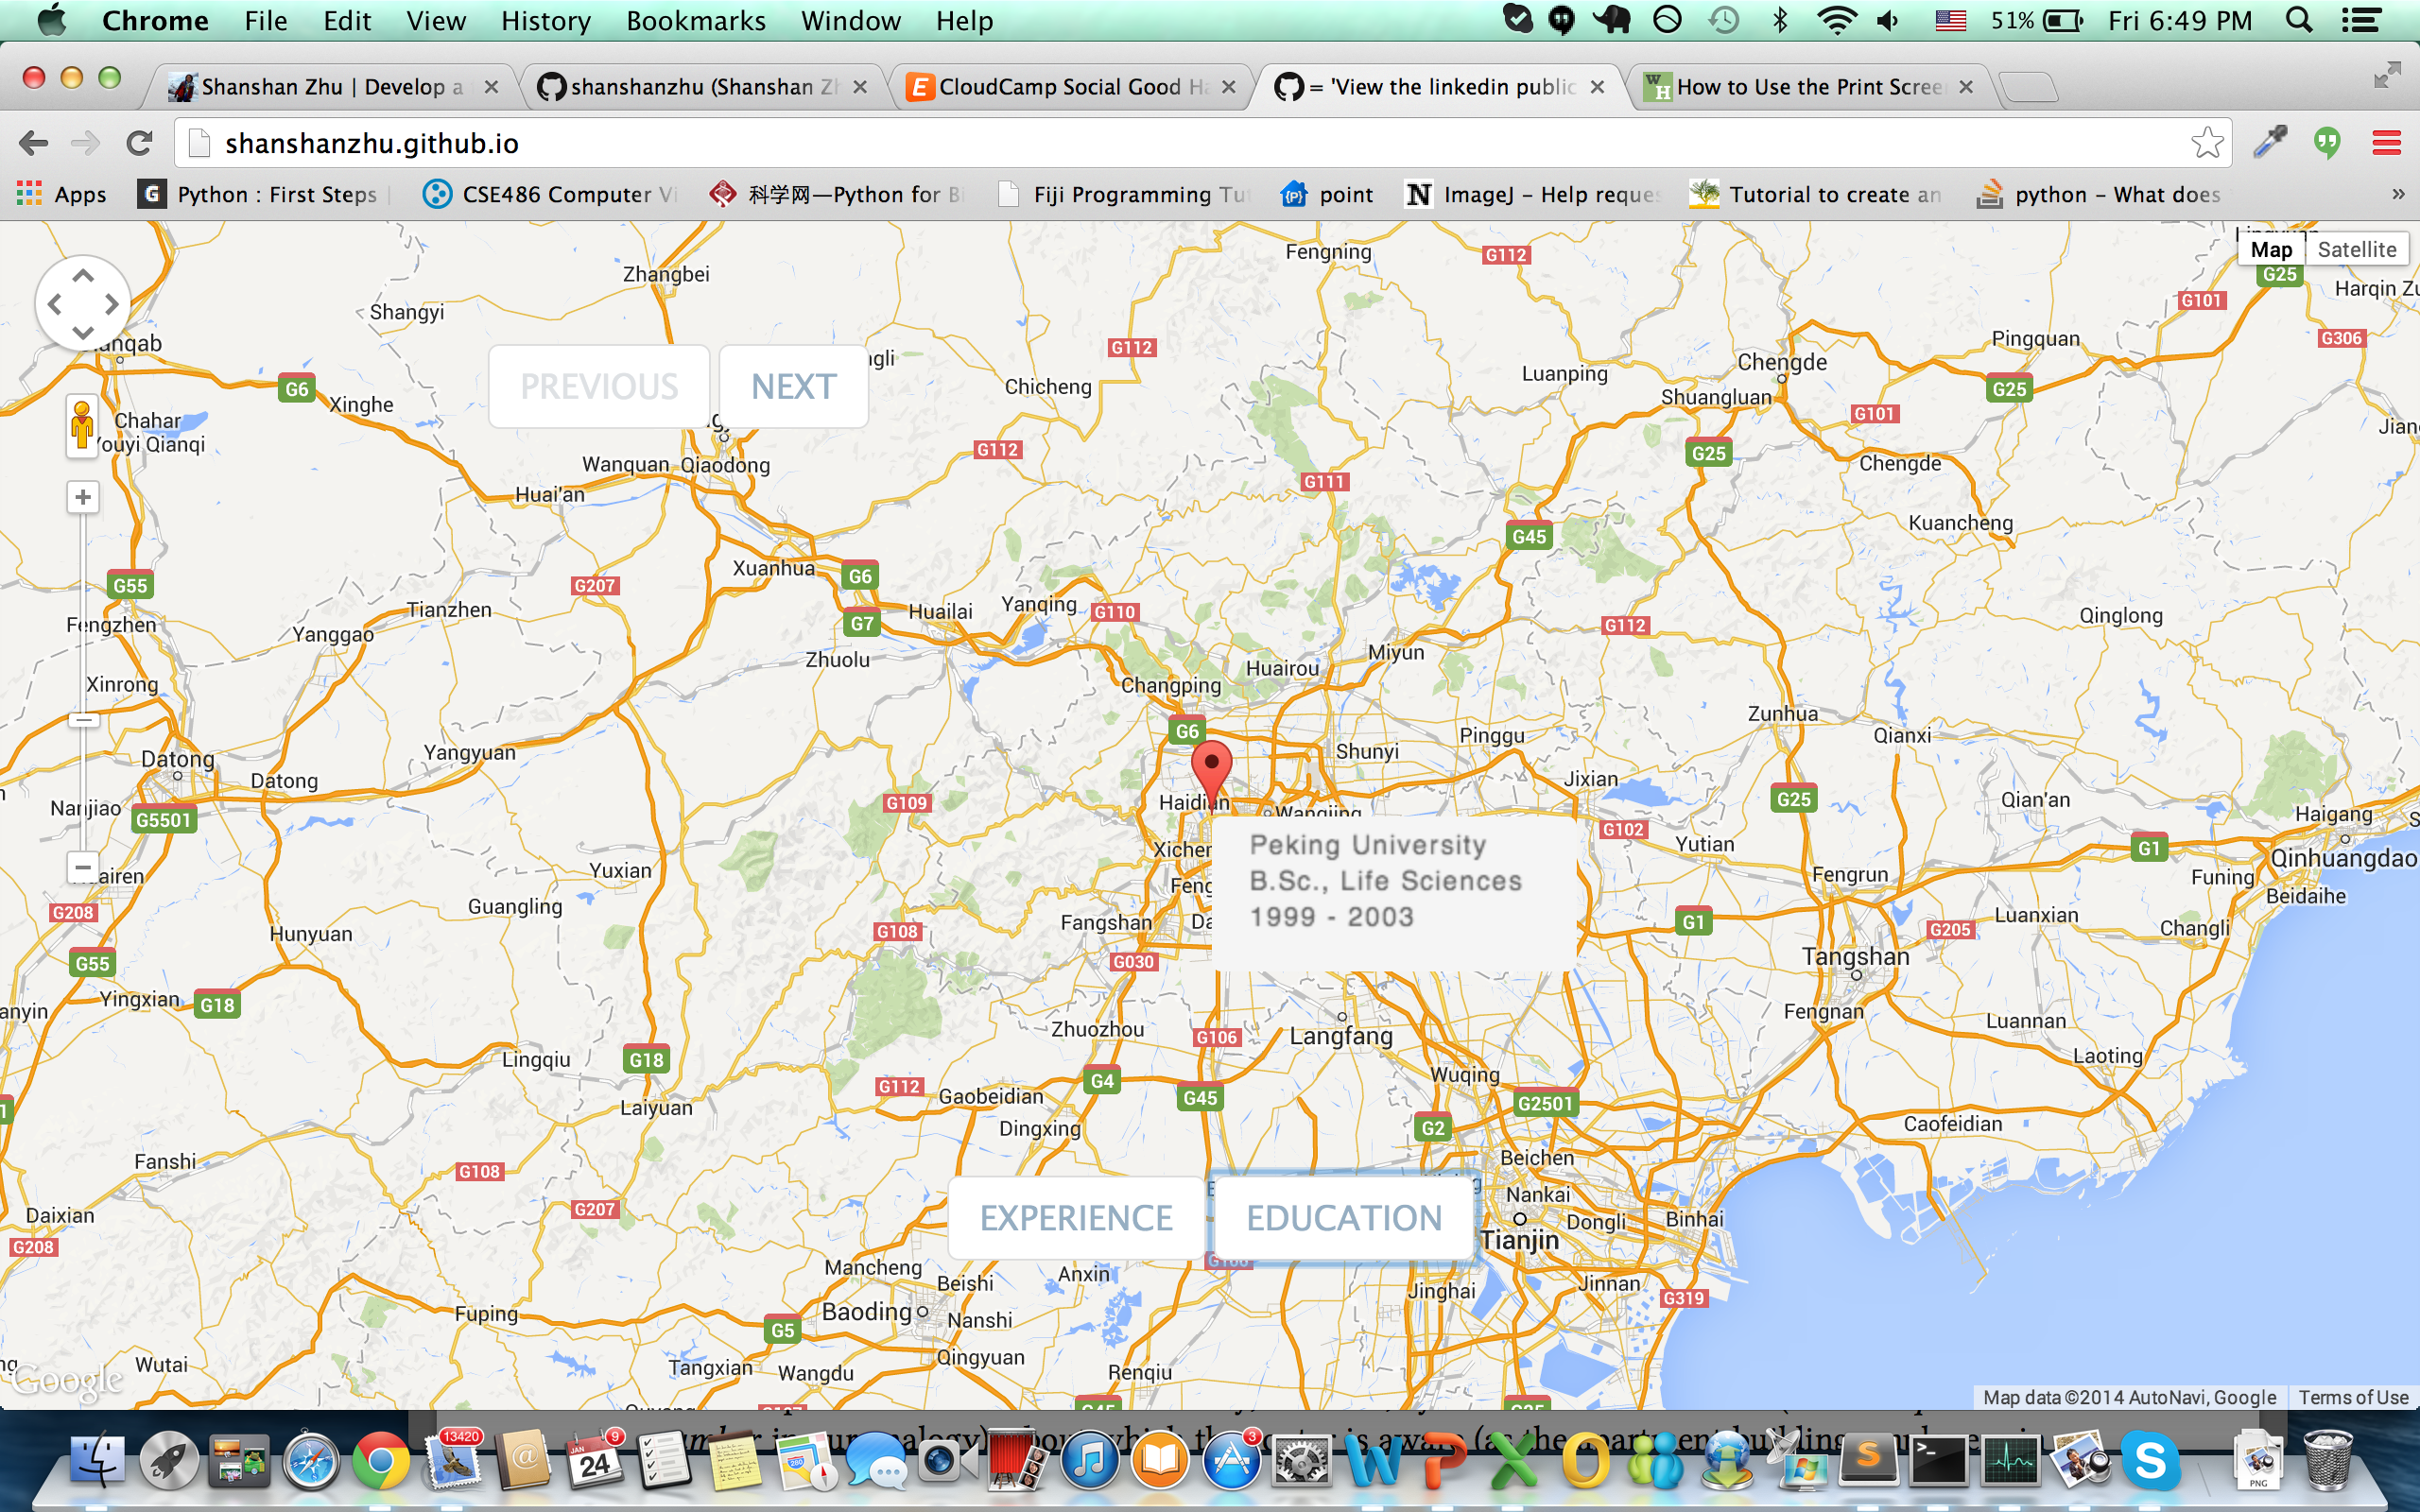 Chrome File Edit View History Bookmarks Window Help 51% Fri 6:49 PM
Shanshan Zhu | Develop a
shanshanzhu (Shanshan Zh
CloudCamp Social Good Ha
= 'View the linkedin public
How to Use the Print Screen
shanshanzhu.github.io
Apps
Python : First Steps
CSE486 Computer Vi
科学网—Python for Bi
Fiji Programming Tut
point
ImageJ – Help reques
Tutorial to create an
python – What does
»
Map Satellite
Fengning G112
Zhangbei
G25
Harqin Zu
G101
Shangyi
G306
Pingquan
G112
Chengde
Luanping
Chicheng
G6
PREVIOUS NEXT
Shuangluan
G25
Xinghe
G101
Chahar
Youyi Qianqi
G112
G25
Chengde
Wanquan Qiaodong
Huai'an
G111
Kuancheng
G45
Xuanhua
G6
G55
G207
Tianzhen
Huailai
Yanqing
G110
Qinglong
G7
G112
Fengzhen
Yanggao
Zhuolu
Miyun
Huairou
Xinrong
Changping
Zunhua
G6
Qianxi
Pinggu
Shunyi
Yangyuan
Datong
Datong
Jixian
G25
Qian'an
Nanjiao
G109
Haidian
Wangjing
G5501
Haigang
G102
Yutian
Peking University
B.Sc., Life Sciences
1999 - 2003
G1
Qinhuangdao
Yuxian
Fengrun
Funing
Beidaihe
Guangling
G208
Luanxian
Fangshan
G1
Changli
G205
Hunyuan
G108
Tangshan
G55
G030
Yingxian
G18
Fengnan
Luannan
Zhuozhou
G106
Langfang
Laoting
Lingqiu
G18
Wuqing
G4
G112
Gaobeidian
G45
G2501
Laiyuan
Dingxing
G2
Caofeidian
Beichen
Fanshi
G108
Nankai
EXPERIENCE EDUCATION
G207
Daixian
Dongli
Binhai
Tianjin
G208
Mancheng
Anxin
Beishi
Jinghai
Jinnan
G319
Fuping
Baoding
Nanshi
G5
Qingyuan
Tangxian
Wangdu
Renqiu
Wutai
Google
Map data ©2014 AutoNavi, Google Terms of Use
13420
JAN
24
9
3
PNG